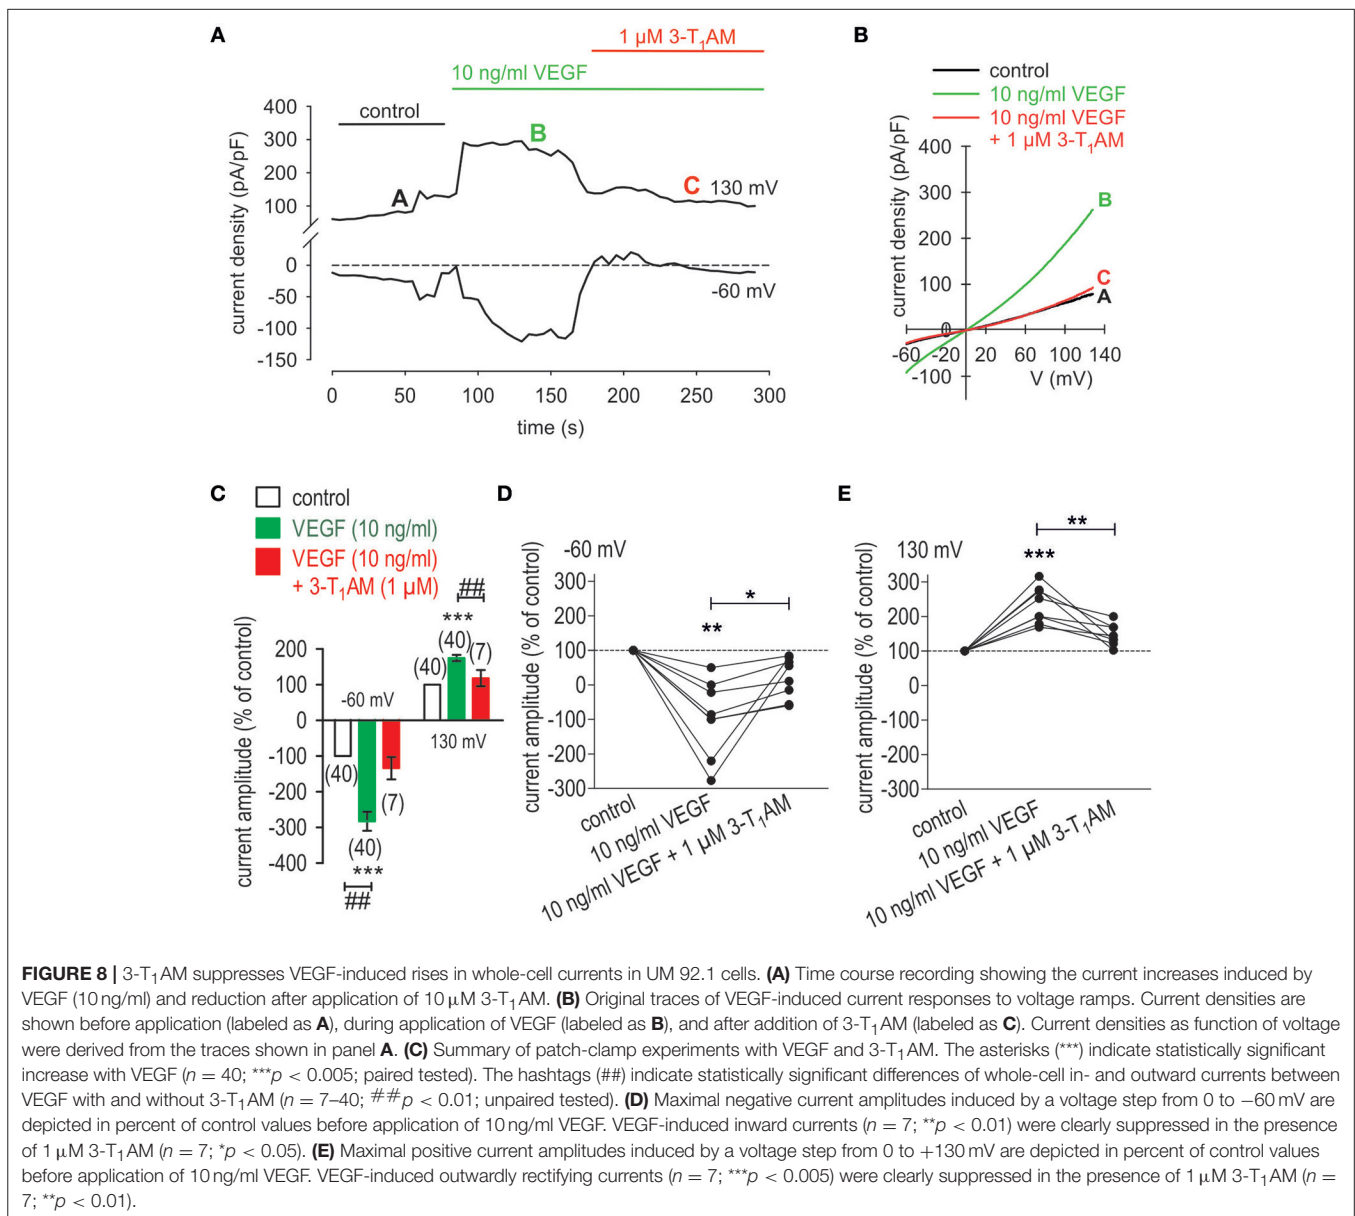 A
1 µM 3-T1AM
10 ng/ml VEGF
control
400
300
200
100
0
-50
-100
-150
current density (pA/pF)
A
B
C
130 mV
-60 mV
0 50 100 150 200 250 300
time (s)
B
control
10 ng/ml VEGF
10 ng/ml VEGF
+ 1 µM 3-T1AM
400
300
200
100
0
-100
current density (pA/pF)
B
C
A
-60 -20 20 60 100 140
V (mV)
C
control
VEGF (10 ng/ml)
VEGF (10 ng/ml)
+ 3-T1AM (1 µM)
##
***
(40) (40) (7)
200
100
0
-100
-200
-300
-400
current amplitude (% of control)
-60 mV
130 mV
(40)
(7)
(40)
***
##
D
-60 mV
*
**
300
200
100
0
-100
-200
-300
current amplitude (% of control)
control
10 ng/ml VEGF
10 ng/ml VEGF + 1 µM 3-T1AM
E
130 mV
**
***
300
200
100
0
-100
-200
-300
current amplitude (% of control)
control
10 ng/ml VEGF
10 ng/ml VEGF + 1 µM 3-T1AM
FIGURE 8 | 3-T1AM suppresses VEGF-induced rises in whole-cell currents in UM 92.1 cells. (A) Time course recording showing the current increases induced by
VEGF (10 ng/ml) and reduction after application of 10 µM 3-T1AM. (B) Original traces of VEGF-induced current responses to voltage ramps. Current densities are
shown before application (labeled as A), during application of VEGF (labeled as B), and after addition of 3-T1AM (labeled as C). Current densities as function of voltage
were derived from the traces shown in panel A. (C) Summary of patch-clamp experiments with VEGF and 3-T1AM. The asterisks (***) indicate statistically significant
increase with VEGF (n = 40; ***p < 0.005; paired tested). The hashtags (##) indicate statistically significant differences of whole-cell in- and outward currents between
VEGF with and without 3-T1AM (n = 7–40; ##p < 0.01; unpaired tested). (D) Maximal negative current amplitudes induced by a voltage step from 0 to −60 mV are
depicted in percent of control values before application of 10 ng/ml VEGF. VEGF-induced inward currents (n = 7; **p < 0.01) were clearly suppressed in the presence
of 1 µM 3-T1AM (n = 7; *p < 0.05). (E) Maximal positive current amplitudes induced by a voltage step from 0 to +130 mV are depicted in percent of control values
before application of 10 ng/ml VEGF. VEGF-induced outwardly rectifying currents (n = 7; ***p < 0.005) were clearly suppressed in the presence of 1 µM 3-T1AM (n =
7; **p < 0.01).